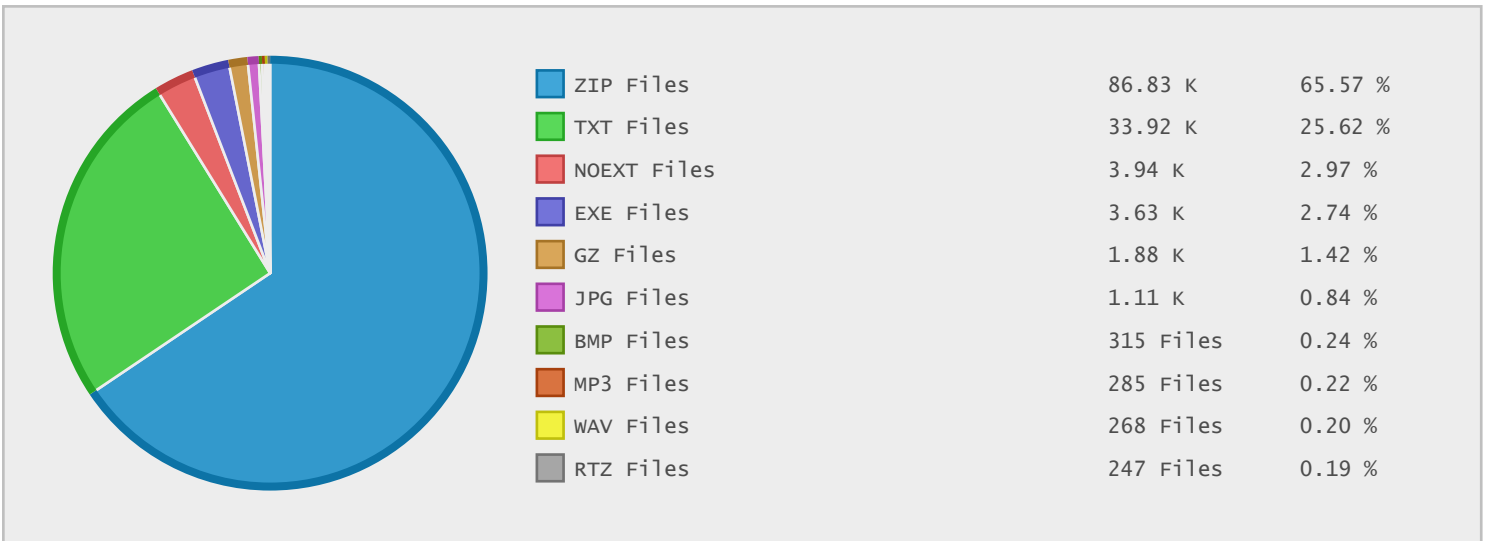 ZIP Files 86.83 K 65.57 %
TXT Files 33.92 K 25.62 %
NOEXT Files 3.94 K 2.97 %
EXE Files 3.63 K 2.74 %
GZ Files 1.88 K 1.42 %
JPG Files 1.11 K 0.84 %
BMP Files 315 Files 0.24 %
MP3 Files 285 Files 0.22 %
WAV Files 268 Files 0.20 %
RTZ Files 247 Files 0.19 %